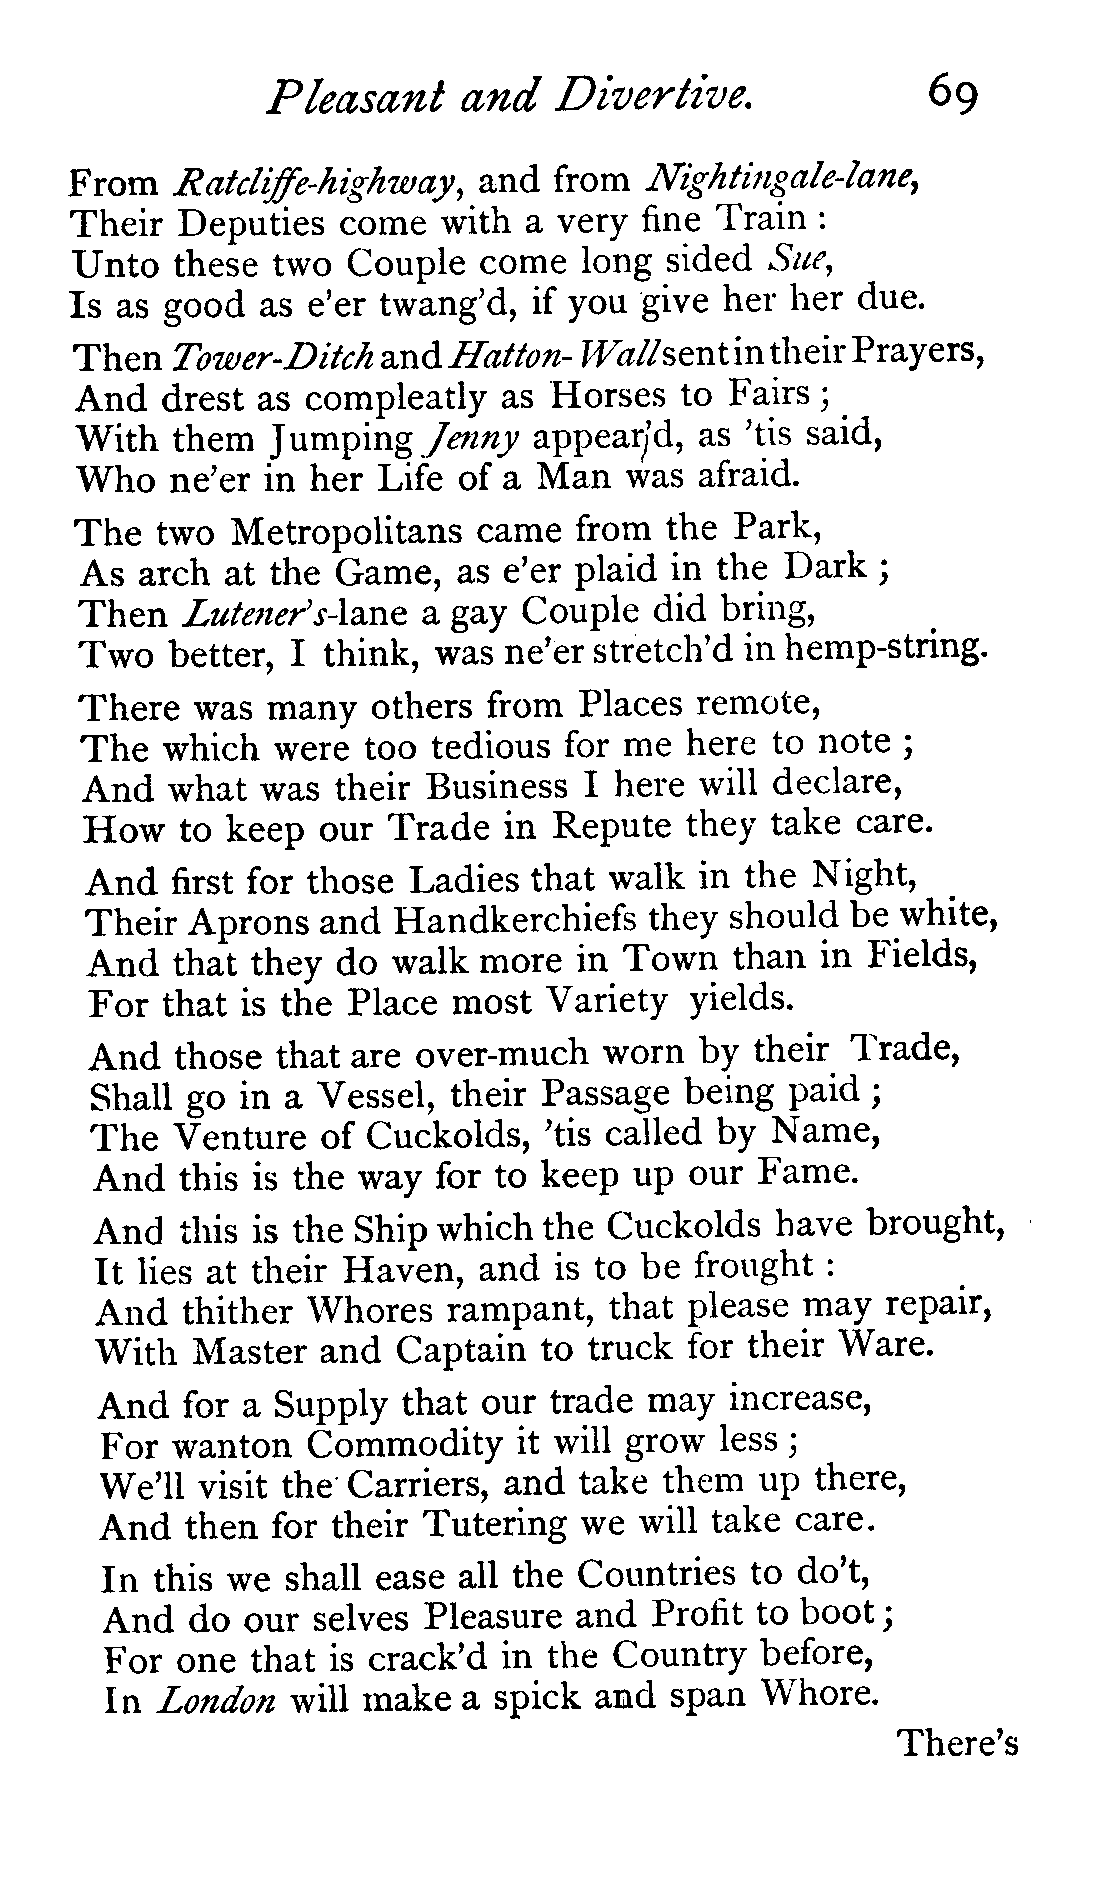 Pleasant and Divertive. 69
From Ratcliffe-highway, and from Nightingale-lane,
Their Deputies come with a very fine Train :
Unto these two Couple come long sided Sue,
Is as good as e'er twang'd, if you give her her due.
Then Tower-Ditch and Hatton-Wall sent in their Prayers,
And drest as compleatly as Horses to Fairs ;
With them Jumping Jenny appear'd, as 'tis said,
Who ne'er in her Life of a Man was afraid.
The two Metropolitans came from the Park,
As arch at the Game, as e'er plaid in the Dark ;
Then Lutener's-lane a gay Couple did bring,
Two better, I think, was ne'er stretch'd in hemp-string.
There was many others from Places remote,
The which were too tedious for me here to note ;
And what was their Business I here will declare,
How to keep our Trade in Repute they take care.
And first for those Ladies that walk in the Night,
Their Aprons and Handkerchiefs they should be white,
And that they do walk more in Town than in Fields,
For that is the Place most Variety yields.
And those that are over-much worn by their Trade,
Shall go in a Vessel, their Passage being paid ;
The Venture of Cuckolds, 'tis called by Name,
And this is the way for to keep up our Fame.
And this is the Ship which the Cuckolds have brought,
It lies at their Haven, and is to be frought :
And thither Whores rampant, that please may repair,
With Master and Captain to truck for their Ware.
And for a Supply that our trade may increase,
For wanton Commodity it will grow less ;
We'll visit the Carriers, and take them up there,
And then for their Tutering we will take care.
In this we shall ease all the Countries to do't,
And do our selves Pleasure and Profit to boot ;
For one that is crack'd in the Country before,
In London will make a spick and span Whore.
There's